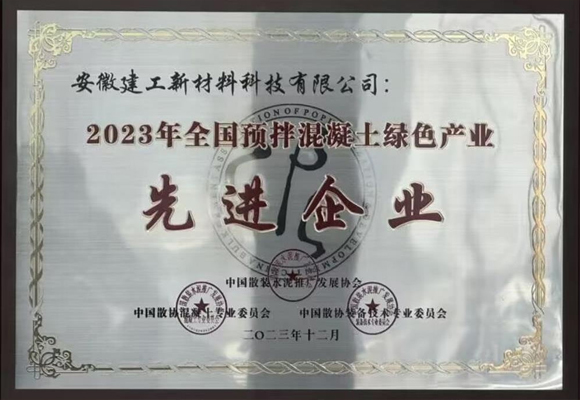 安徽建工新材料科技有限公司：
2023年全国预拌混凝土绿色产业
先进企业
中国散装水泥推广发展协会
中国散协混凝土专业委员会 中国散协装备技术专业委员会
二〇二三年十二月